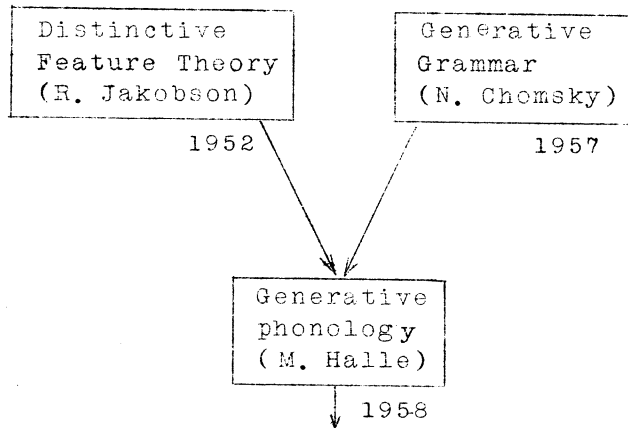 Distinctive
Feature Theory
(R. Jakobson)
1952
Generative
Grammar
(N. Chomsky)
1957
Generative
phonology
(M. Halle)
1958